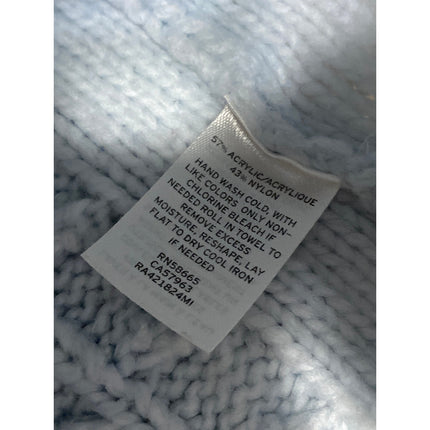 57% ACRYLIC/ACRYLIQUE
43% NYLON
HAND WASH COLD, WITH
LIKE COLORS. ONLY NON-
CHLORINE BLEACH IF
NEEDED ROLL IN TOWEL TO
REMOVE EXCESS
MOISTURE, RESHAPE, LAY
FLAT TO DRY COOL IRON
IF NEEDED
RN58665
CA57963
RA421824MI